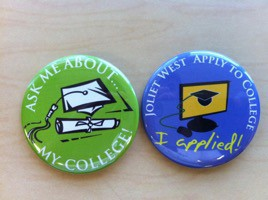 ASK ME ABOUT...
MY COLLEGE!
JOLIET WEST APPLY TO COLLEGE
I applied!